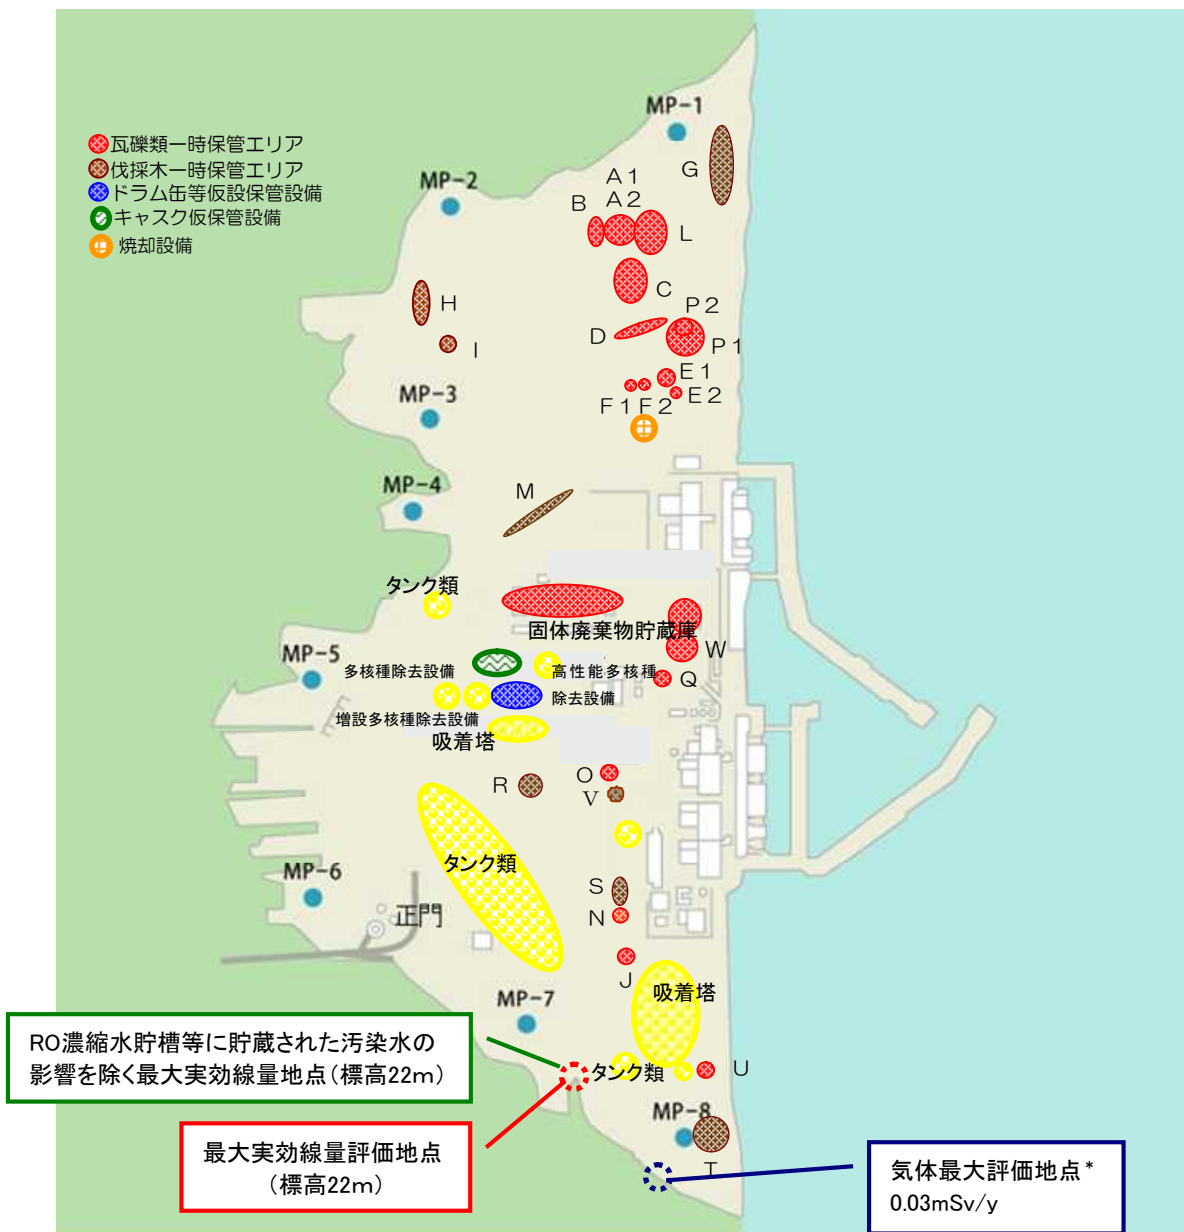 MP-1
瓦礫類一時保管エリア
伐採木一時保管エリア
ドラム缶等仮設保管設備
キャスク仮保管設備
焼却設備
G
A1
A2
B
L
MP-2
C
H
P2
D
P1
I
E1
E2
F1 F2
MP-3
MP-4
M
タンク類
固体廃棄物貯蔵庫
W
MP-5
多核種除去設備
高性能多核種
除去設備
Q
増設多核種除去設備
吸着塔
O
R
V
タンク類
MP-6
S
正門
N
J
吸着塔
MP-7
RO濃縮水貯槽等に貯蔵された汚染水の
影響を除く最大実効線量地点(標高22m)
タンク類
U
MP-8
最大実効線量評価地点
(標高22m)
T
気体最大評価地点*
0.03mSv/y